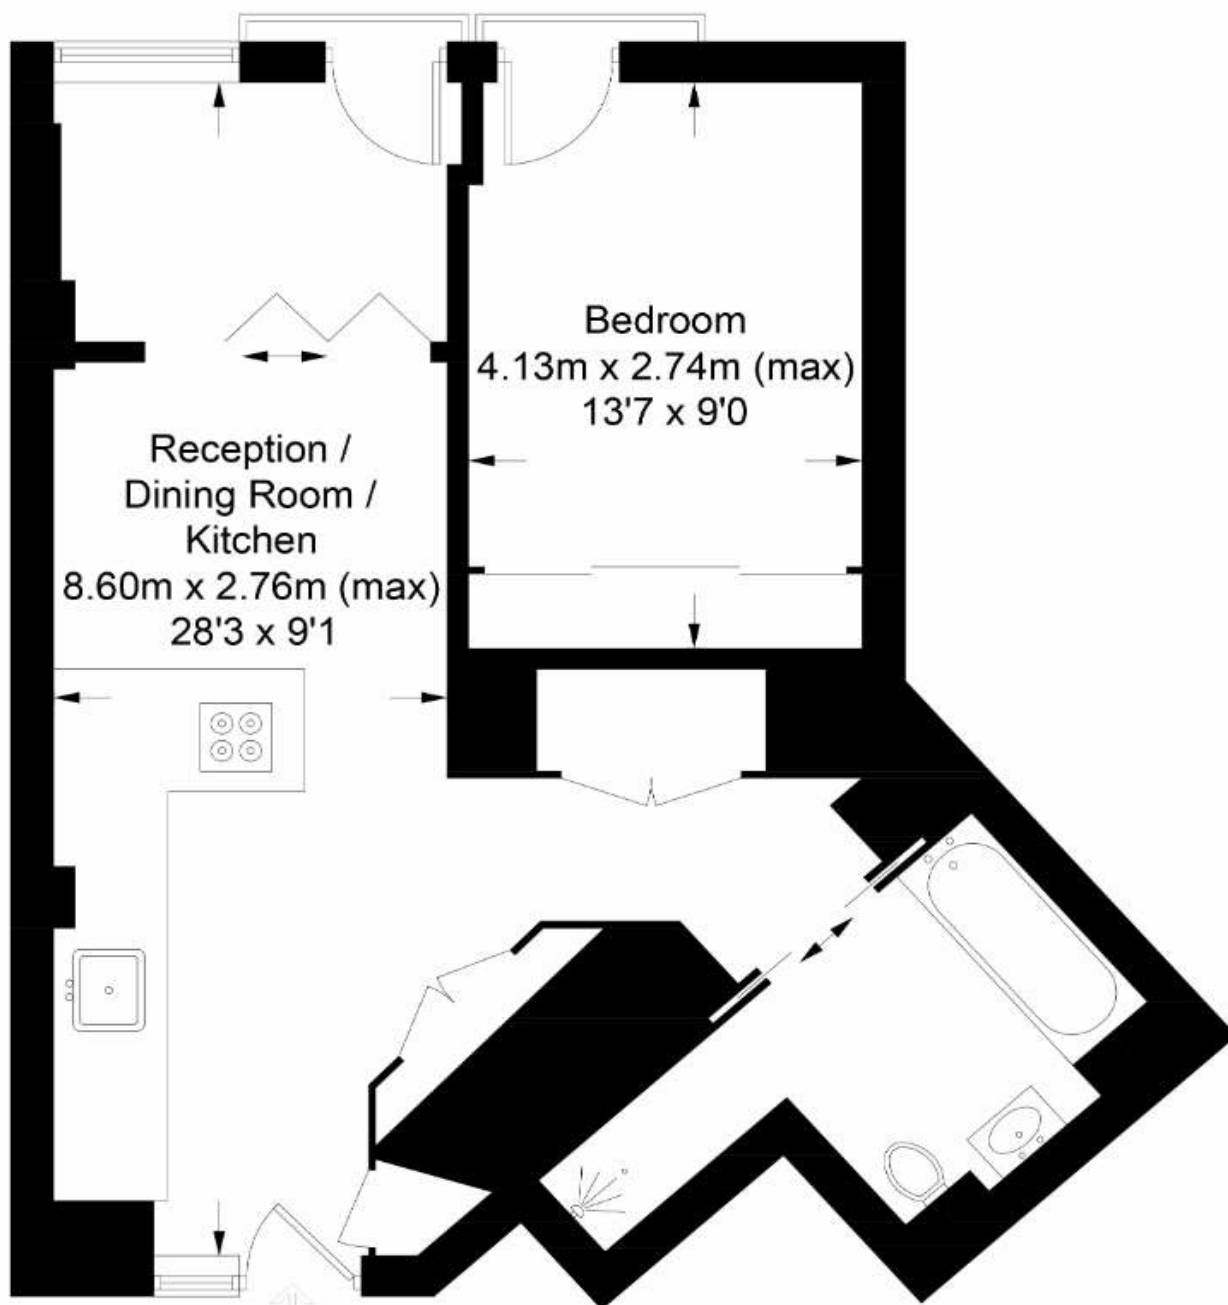 Bedroom
4.13m x 2.74m (max)
13'7 x 9'0
Reception /
Dining Room /
Kitchen
8.60m x 2.76m (max)
28'3 x 9'1